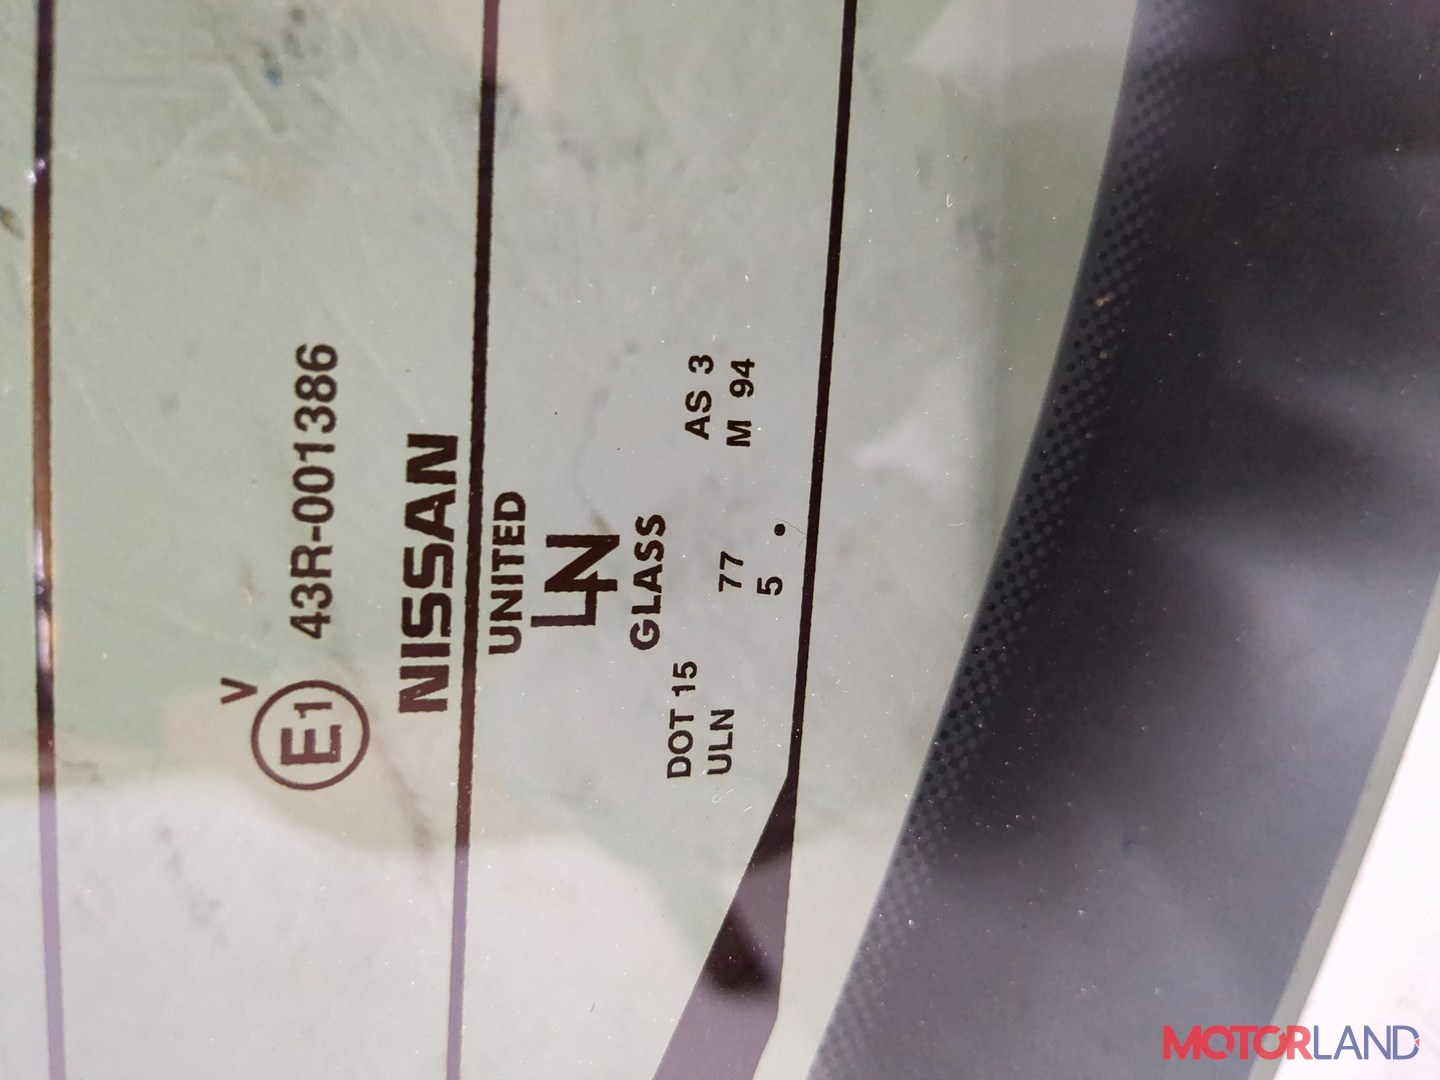 V
E1 43R-001386
NISSAN
UNITED
LN
GLASS
DOT 15 AS 3
ULN 77 M 94
5 .
MOTORLAND